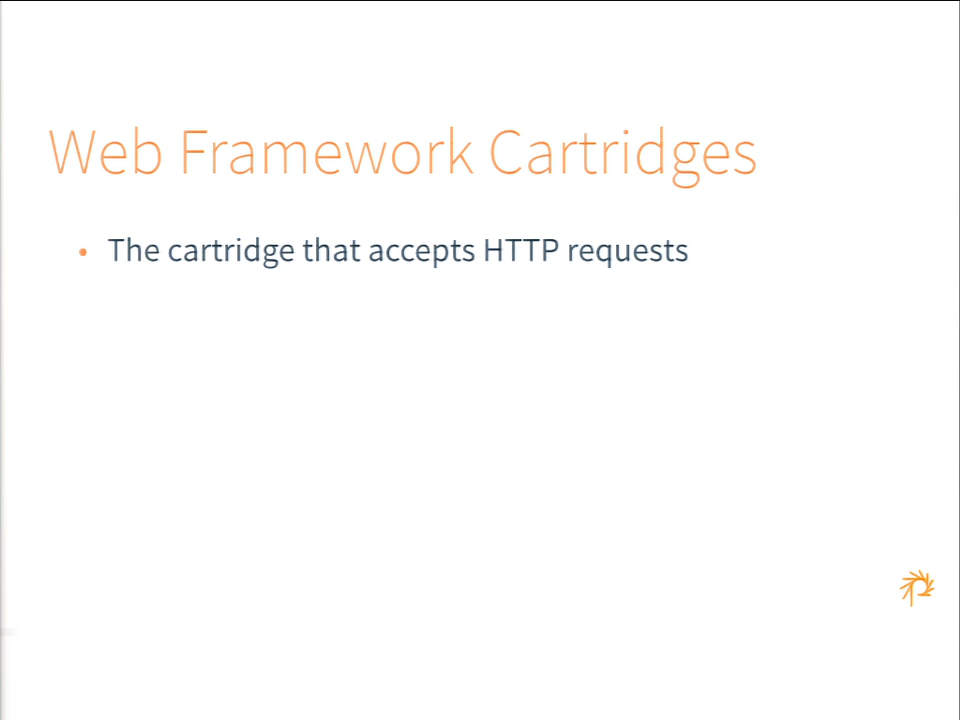 Web Framework Cartridges
• The cartridge that accepts HTTP requests